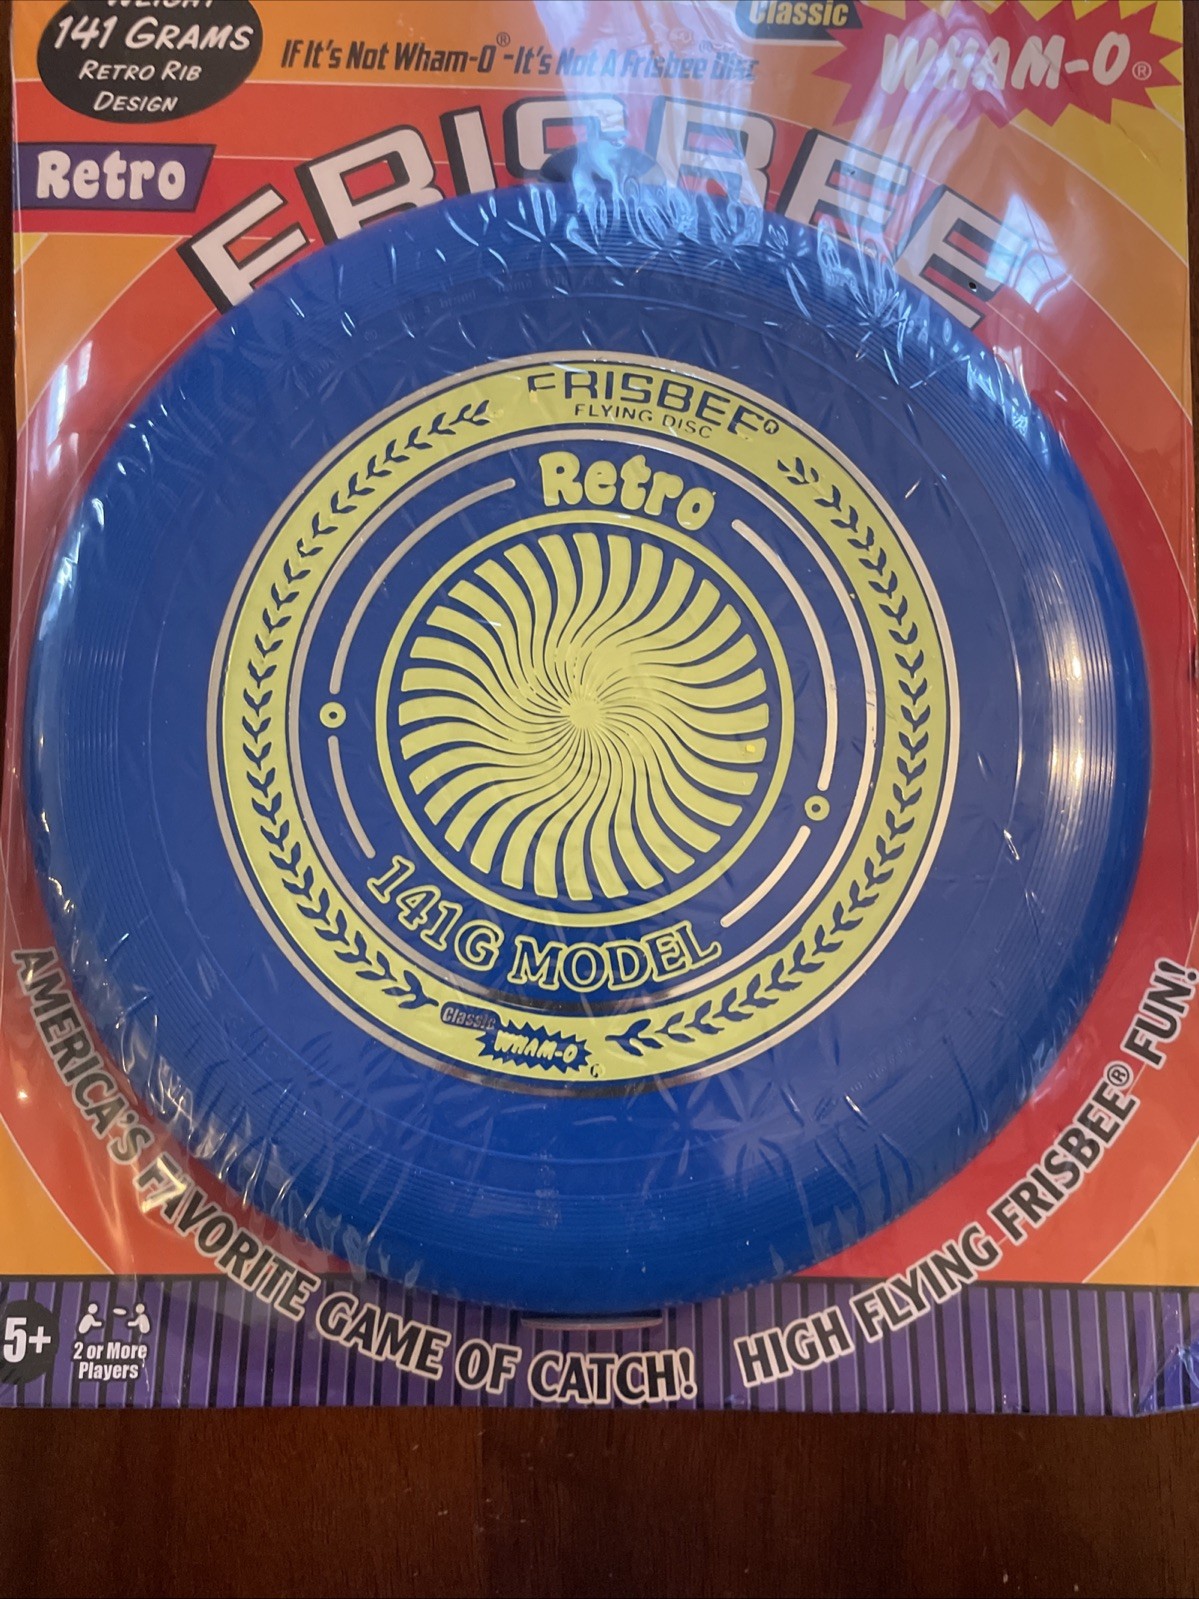 WEIGHT
141 GRAMS
RETRO RIB
DESIGN
IF It's Not Wham-O® - It's Not A Frisbee® Disc
Classic
WHAM-O®
Retro
FRISBEE
FRISBEE®
FLYING DISC
Retro
141G MODEL
Classic
WHAM-O®
AMERICA'S FAVORITE GAME OF CATCH! HIGH FLYING FRISBEE® FUN!
5+
2 or More
Players